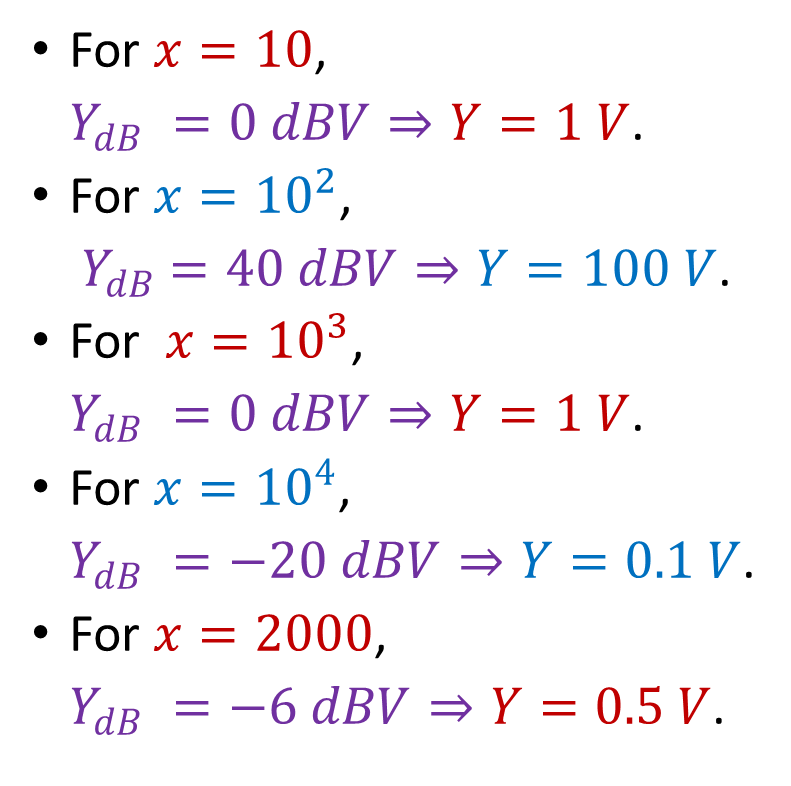 • For x = 10,
Y_dB = 0 dBV ⇒ Y = 1 V.
• For x = 10²,
Y_dB = 40 dBV ⇒ Y = 100 V.
• For x = 10³,
Y_dB = 0 dBV ⇒ Y = 1 V.
• For x = 10⁴,
Y_dB = −20 dBV ⇒ Y = 0.1 V.
• For x = 2000,
Y_dB = −6 dBV ⇒ Y = 0.5 V.